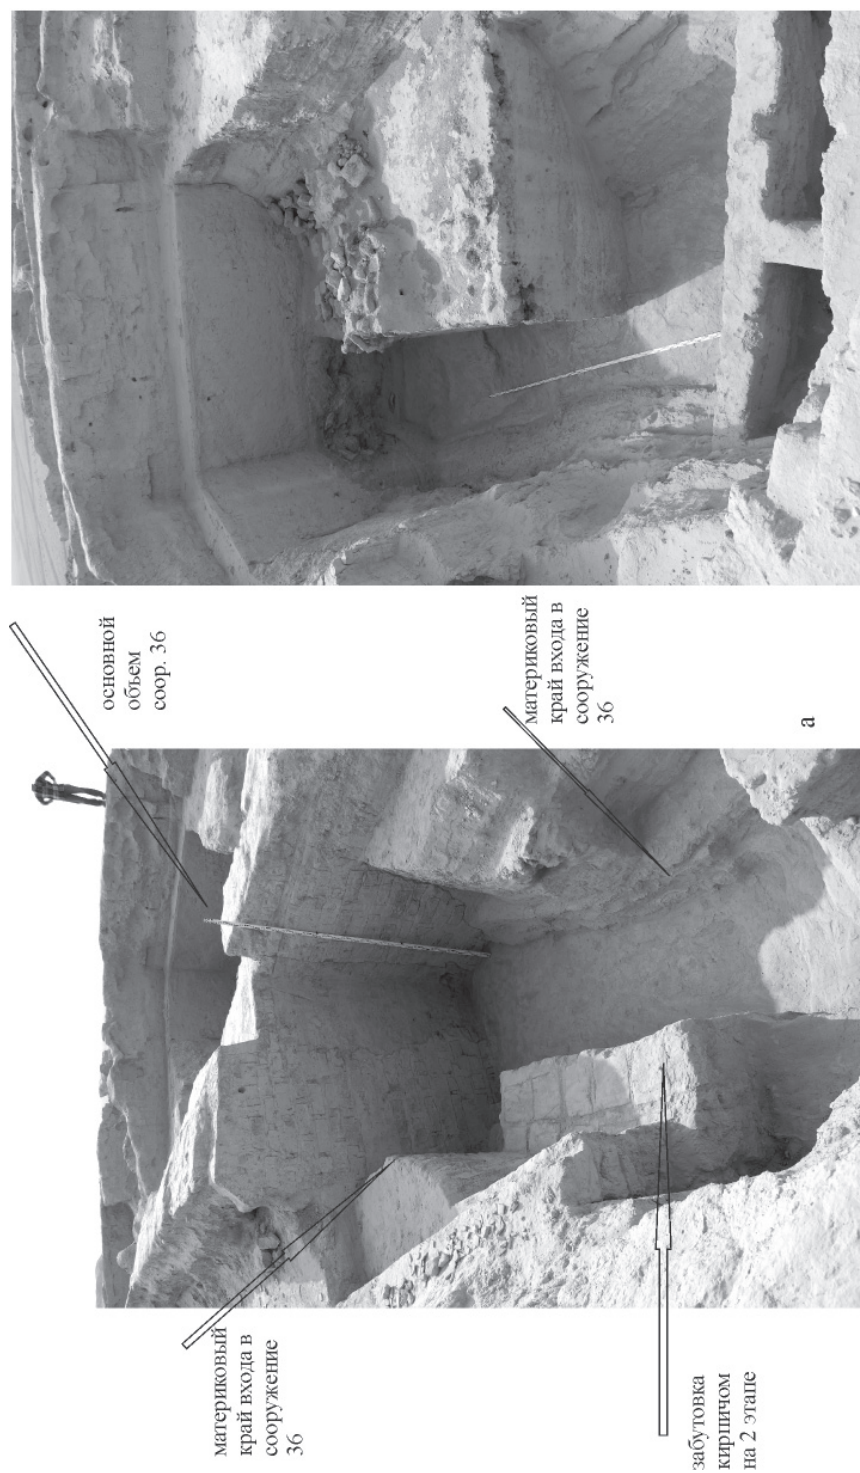 основной
объем
соор. 36
материковый
край входа в
сооружение
36
а
материковый
край входа в
сооружение
36
забутовка
кирпичом
на 2 этапе